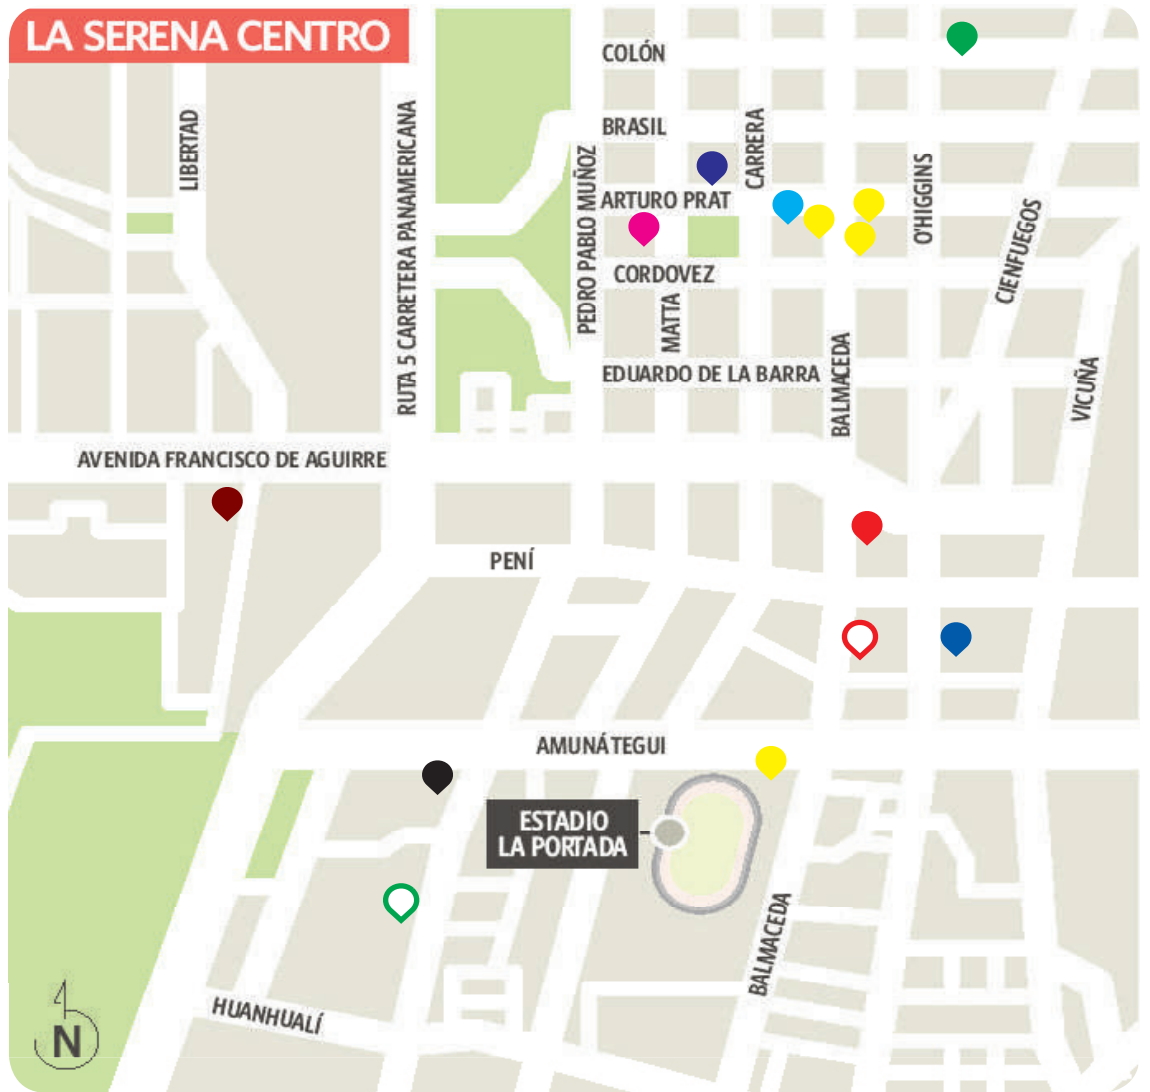 LA SERENA CENTRO
COLÓN
BRASIL
LIBERTAD
RUTA 5 CARRETERA PANAMERICANA
PEDRO PABLO MUÑOZ
CARRERA
ARTURO PRAT
O'HIGGINS
CIENFUEGOS
CORDOVEZ
MATTA
EDUARDO DE LA BARRA
BALMACEDA
VICUÑA
AVENIDA FRANCISCO DE AGUIRRE
PENÍ
AMUNÁTEGUI
ESTADIO
LA PORTADA
BALMACEDA
HUANHUALÍ
N